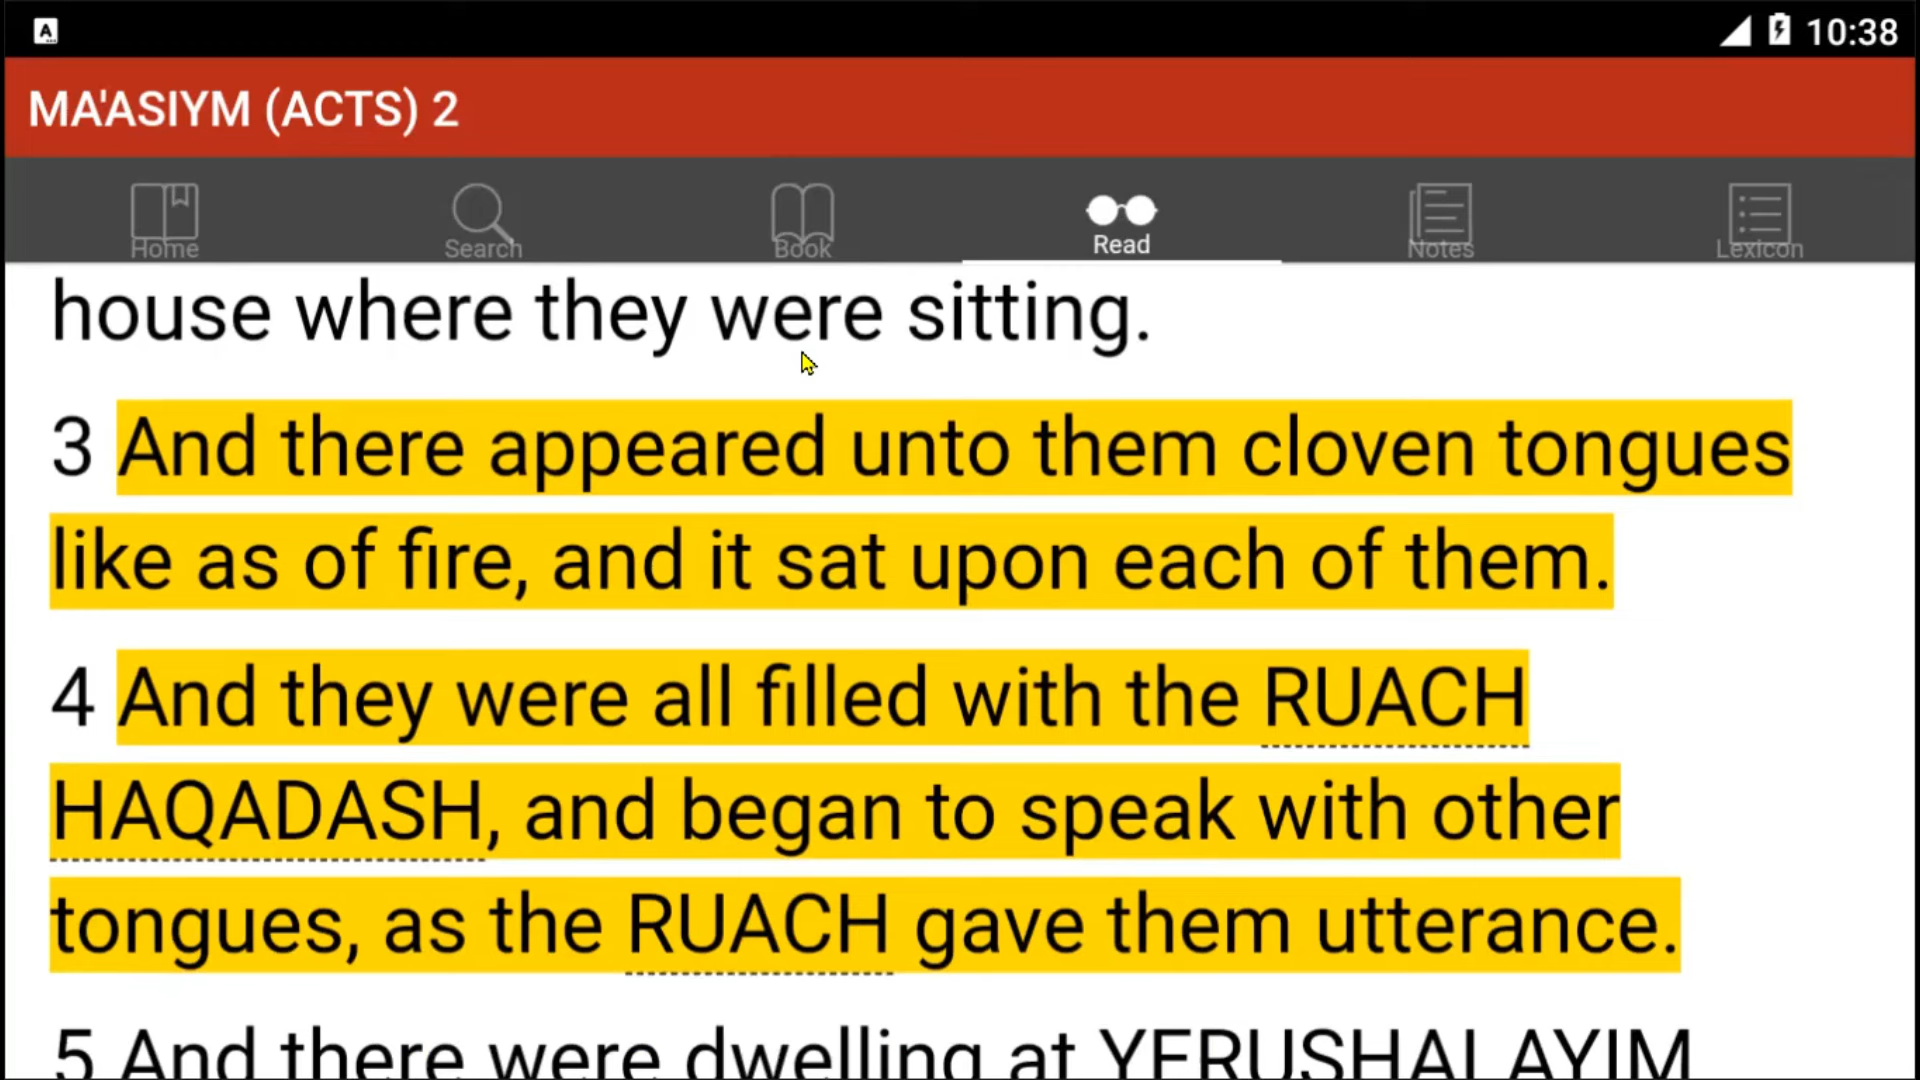 A
10:38
MA'ASIYM (ACTS) 2
Home Search Book Read Notes Lexicon
house where they were sitting.
3 And there appeared unto them cloven tongues
like as of fire, and it sat upon each of them.
4 And they were all filled with the RUACH
HAQADASH, and began to speak with other
tongues, as the RUACH gave them utterance.
5 And there were dwelling at YERUSHALAYIM